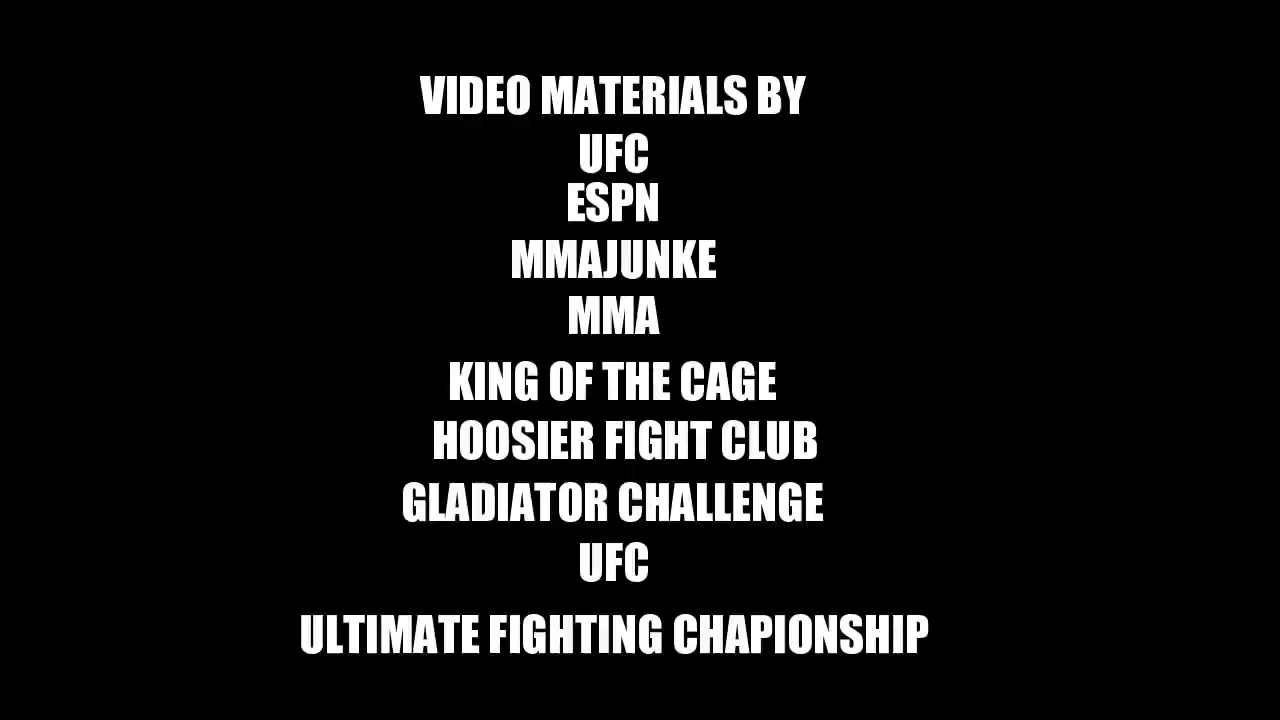 VIDEO MATERIALS BY
UFC
ESPN
MMAJUNKE
MMA
KING OF THE CAGE
HOOSIER FIGHT CLUB
GLADIATOR CHALLENGE
UFC
ULTIMATE FIGHTING CHAPIONSHIP